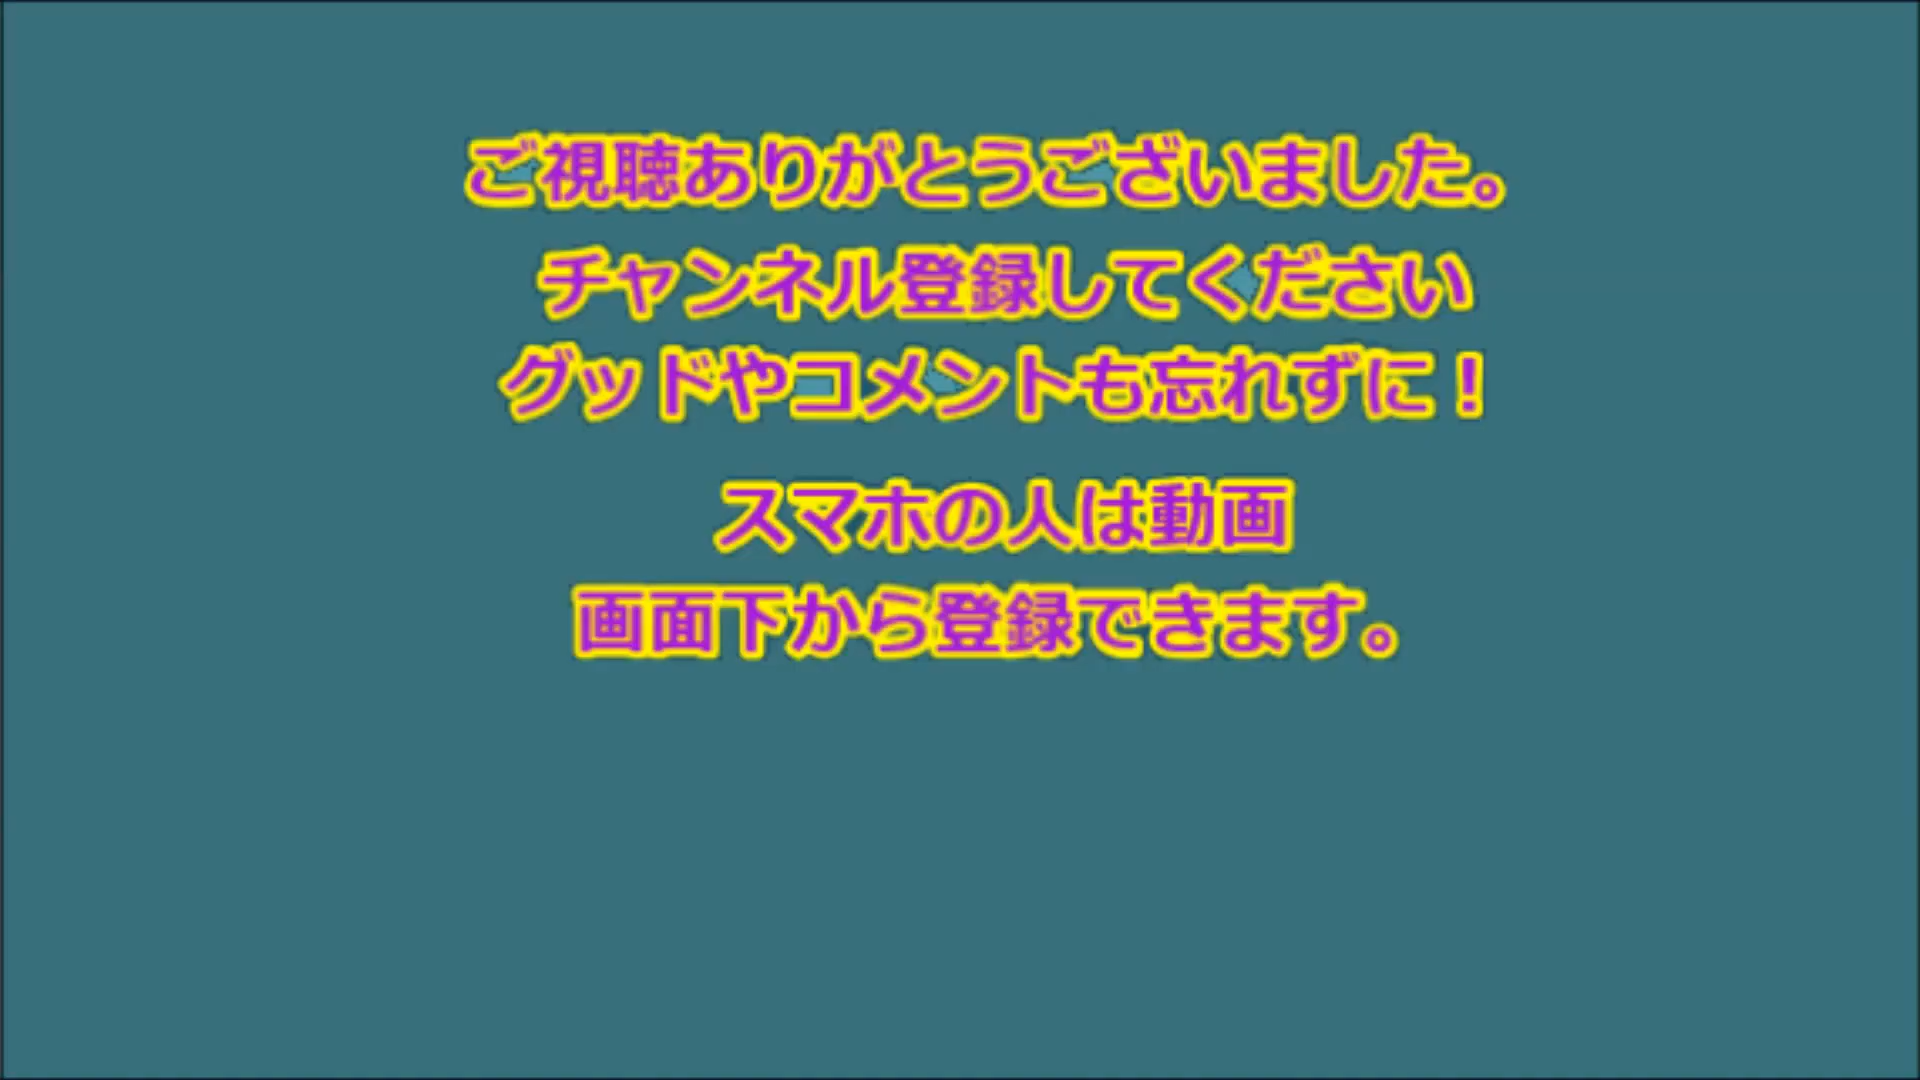 ご視聴ありがとうございました。
チャンネル登録してください
グッドやコメントも忘れずに！
スマホの人は動画
画面下から登録できます。